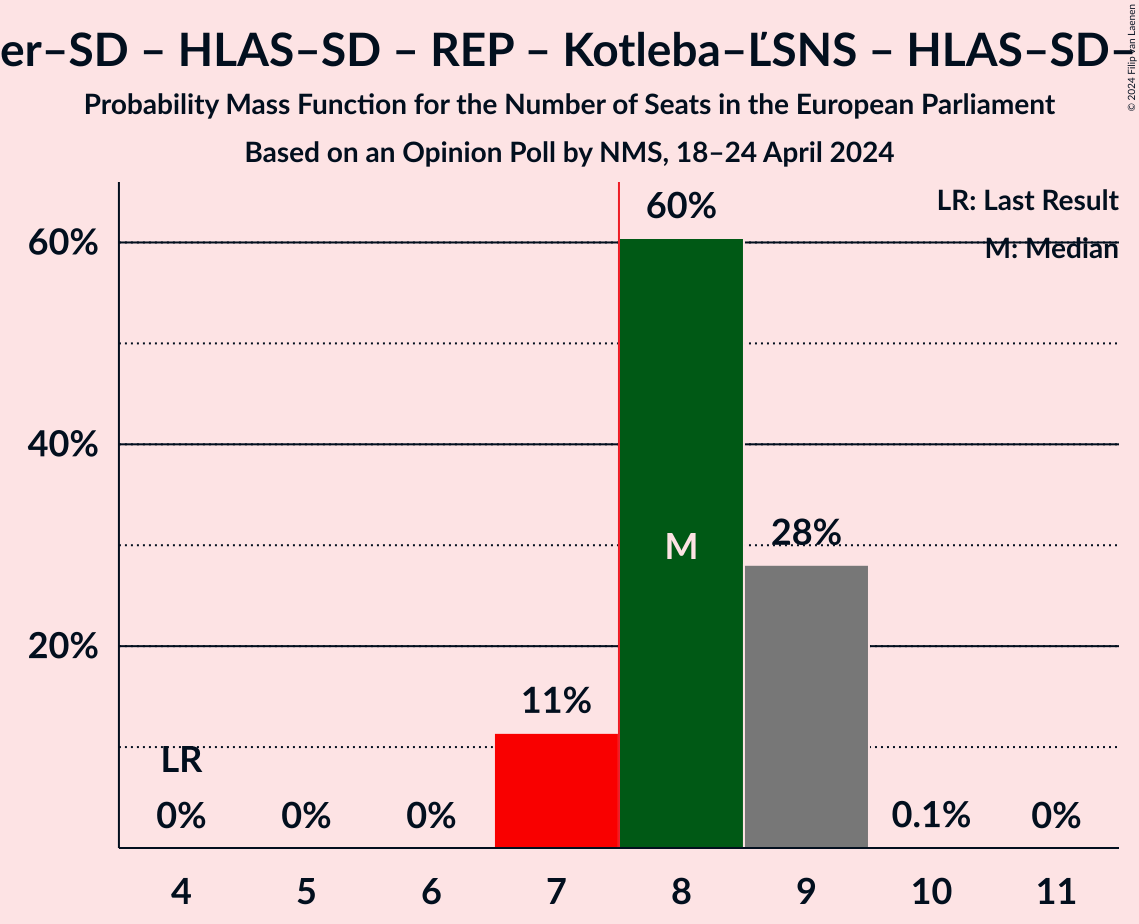 er–SD – HLAS–SD – REP – Kotleba–ĽSNS – HLAS–SD–
Probability Mass Function for the Number of Seats in the European Parliament
Based on an Opinion Poll by NMS, 18–24 April 2024
© 2024 Filip van Laenen
LR: Last Result
M: Median
60%
40%
20%
60%
28%
11%
M
LR
0%
0%
0%
0.1%
0%
4 5 6 7 8 9 10 11